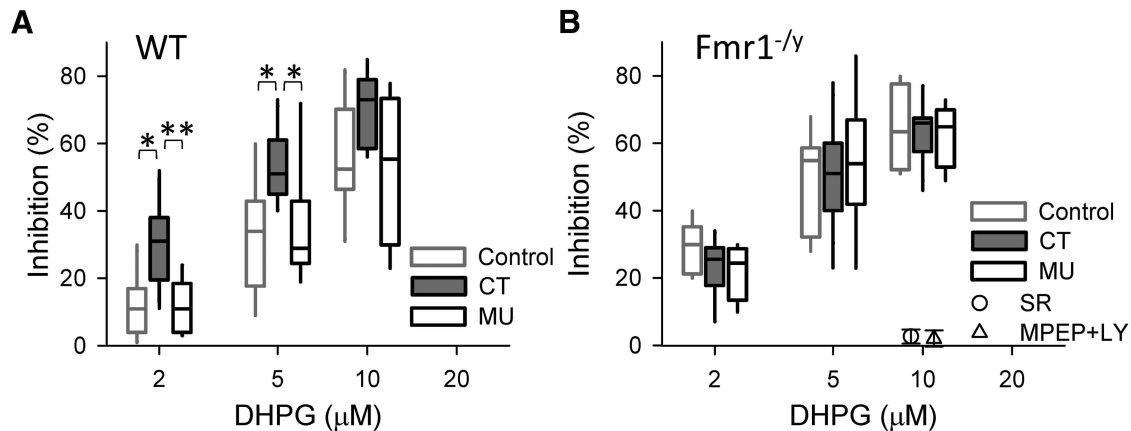 A
WT
Inhibition (%)
80
60
40
20
0
* **
* *
Control
CT
MU
2 5 10 20
DHPG (μM)
B
Fmr1-/y
Inhibition (%)
80
60
40
20
0
Control
CT
MU
SR
MPEP+LY
2 5 10 20
DHPG (μM)